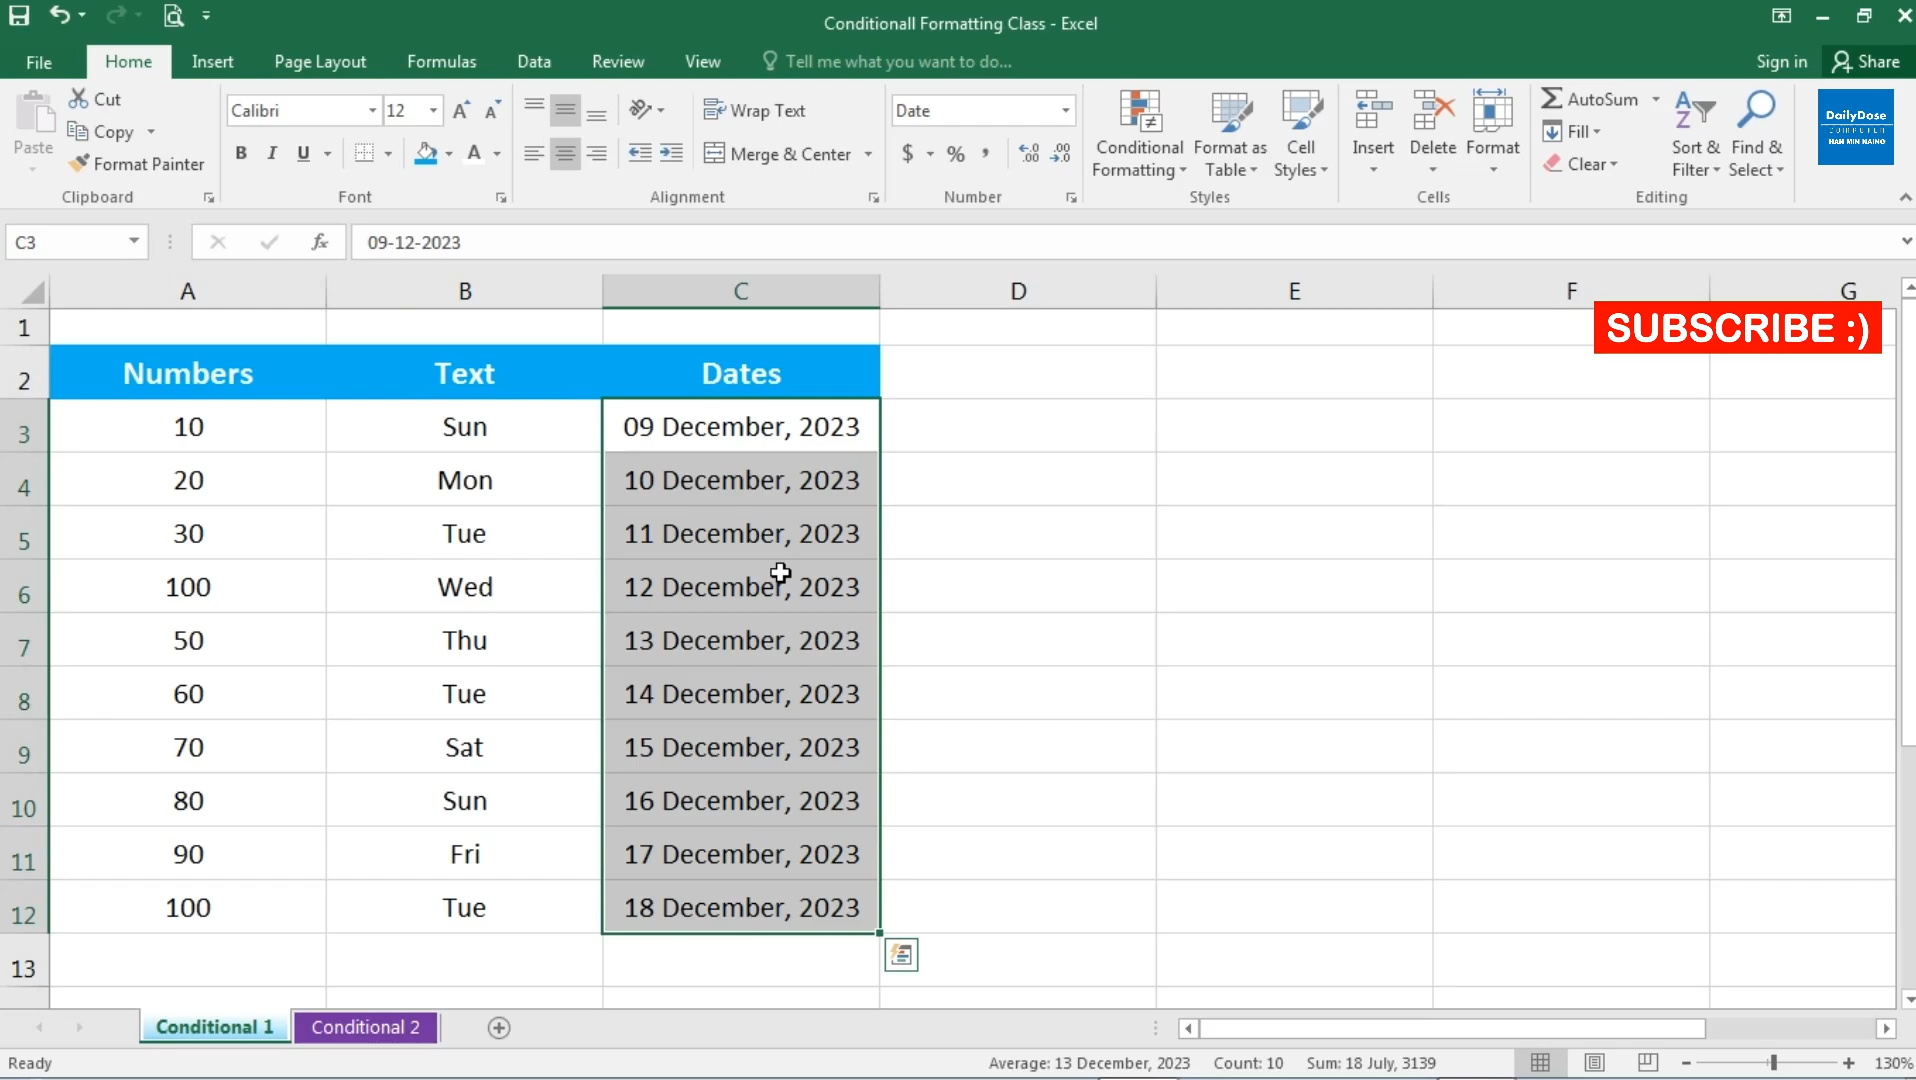 Conditionall Formatting Class - Excel
File Home Insert Page Layout Formulas Data Review View Tell me what you want to do... Sign in Share
Cut
Copy
Format Painter
Paste
Clipboard
Calibri 12
B I U
Font
Wrap Text
Merge & Center
Alignment
Date
$ % ,
Number
Conditional Formatting
Format as Table
Cell Styles
Styles
Insert Delete Format
Cells
AutoSum
Fill
Clear
Sort & Filter
Find & Select
Editing
DailyDose
COMPUTER
HAM MIN NAING
C3 fx 09-12-2023
A B C D E F G
SUBSCRIBE :)
1
2 Numbers Text Dates
3 10 Sun 09 December, 2023
4 20 Mon 10 December, 2023
5 30 Tue 11 December, 2023
6 100 Wed 12 December, 2023
7 50 Thu 13 December, 2023
8 60 Tue 14 December, 2023
9 70 Sat 15 December, 2023
10 80 Sun 16 December, 2023
11 90 Fri 17 December, 2023
12 100 Tue 18 December, 2023
13
Conditional 1 Conditional 2
Ready Average: 13 December, 2023 Count: 10 Sum: 18 July, 3139 130%